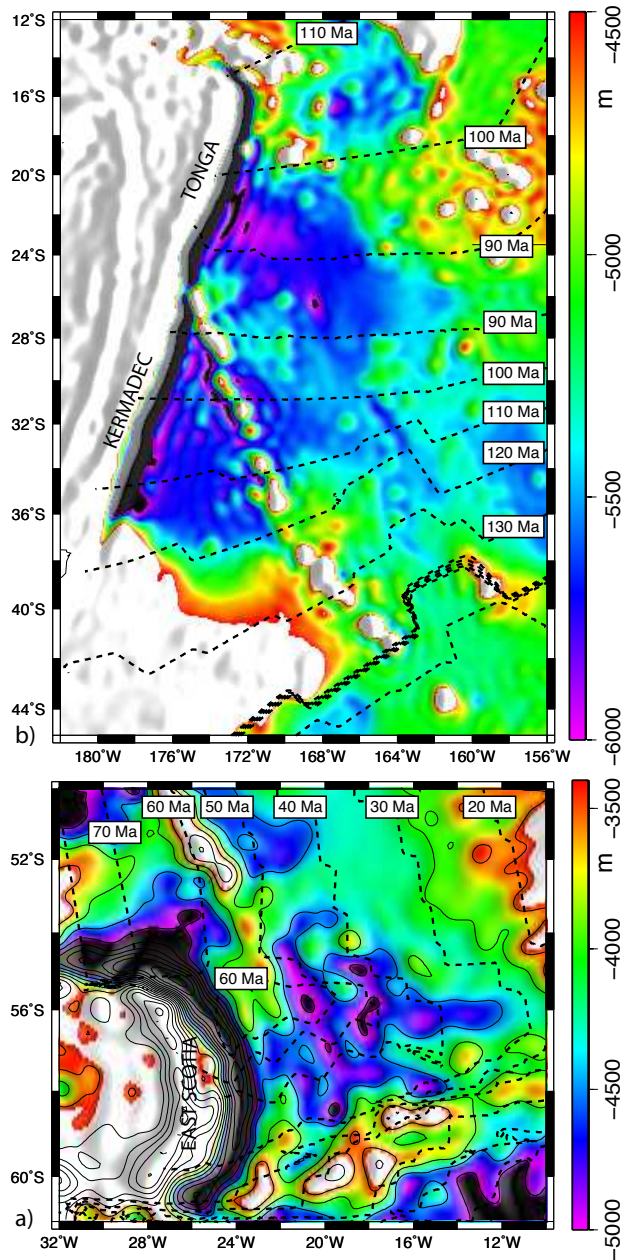 12°S
16°S
20°S
24°S
28°S
32°S
36°S
40°S
44°S
110 Ma
100 Ma
90 Ma
90 Ma
100 Ma
110 Ma
120 Ma
130 Ma
TONGA
KERMADEC
b)
180°W 176°W 172°W 168°W 164°W 160°W 156°W
−4500
m
−5000
−5500
−6000
60 Ma 50 Ma 40 Ma 30 Ma 20 Ma
70 Ma
60 Ma
EAST SCOTIA
52°S
56°S
60°S
a)
32°W 28°W 24°W 20°W 16°W 12°W
−3500
m
−4000
−4500
−5000